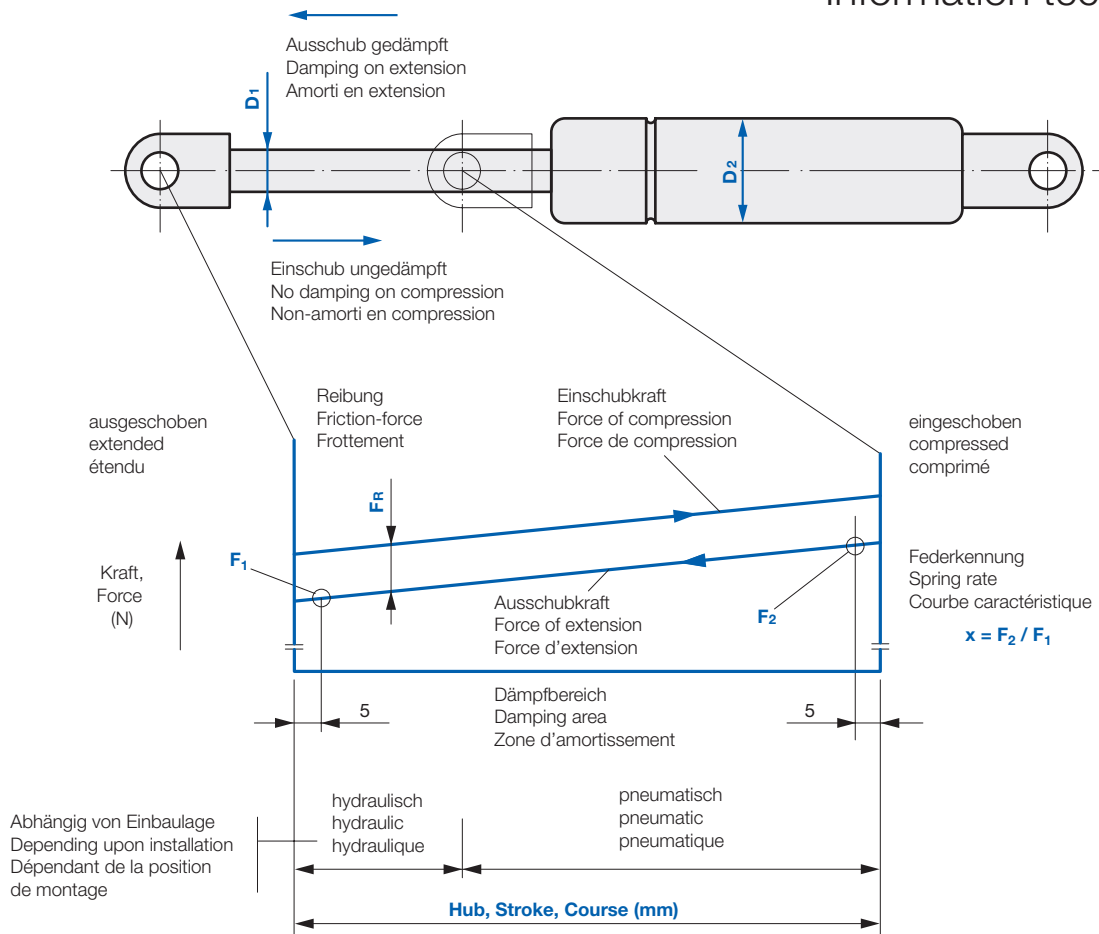 Ausschub gedämpft
Damping on extension
Amorti en extension
D1
D2
Einschub ungedämpft
No damping on compression
Non-amorti en compression
ausgeschoben
extended
étendu
Reibung
Friction-force
Frottement
Einschubkraft
Force of compression
Force de compression
eingeschoben
compressed
comprimé
FR
F1
Kraft,
Force
(N)
Ausschubkraft
Force of extension
Force d'extension
F2
Federkennung
Spring rate
Courbe caractéristique
x = F2 / F1
5
Dämpfbereich
Damping area
Zone d'amortissement
5
Abhängig von Einbaulage
Depending upon installation
Dépendant de la position
de montage
hydraulisch
hydraulic
hydraulique
pneumatisch
pneumatic
pneumatique
Hub, Stroke, Course (mm)